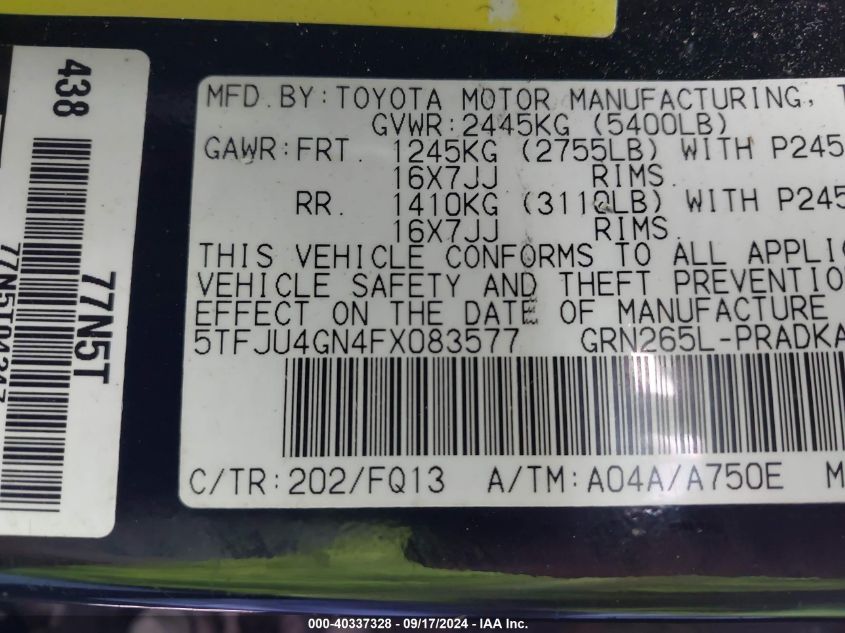 438
77N5T
MFD.BY:TOYOTA MOTOR MANUFACTURING,
GVWR:2445KG (5400LB)
GAWR:FRT. 1245KG (2755LB) WITH P245
16X7JJ RIMS.
RR. 1410KG (3110LB) WITH P245
16X7JJ RIMS.
THIS VEHICLE CONFORMS TO ALL APPLIC
VEHICLE SAFETY AND THEFT PREVENTION
EFFECT ON THE DATE OF MANUFACTURE
5TFJU4GN4FX083577 GRN265L-PRADKA
C/TR:202/FQ13 A/TM:A04A/A750E M
000-40337328 - 09/17/2024 - IAA Inc.